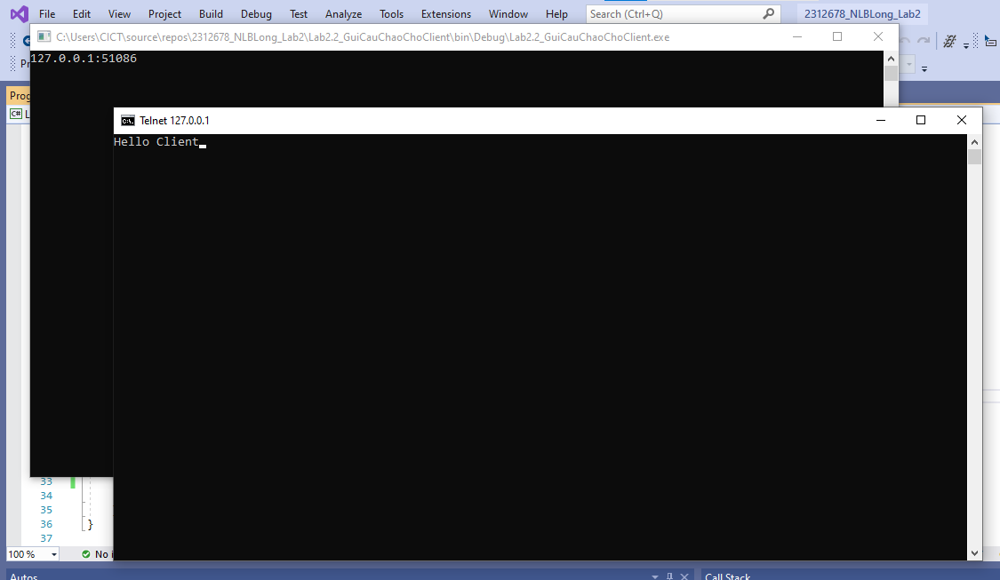 File Edit View Project Build Debug Test Analyze Tools Extensions Window Help Search (Ctrl+Q) 2312678_NLBLong_Lab2
C:\Users\CICT\source\repos\2312678_NLBLong_Lab2\Lab2.2_GuiCauChaoChoClient\bin\Debug\Lab2.2_GuiCauChaoChoClient.exe
127.0.0.1:51086
Prog
C# L
C:\. Telnet 127.0.0.1
Hello Client
33
34
35
36 }
37
100 % No i
Autos Call Stack